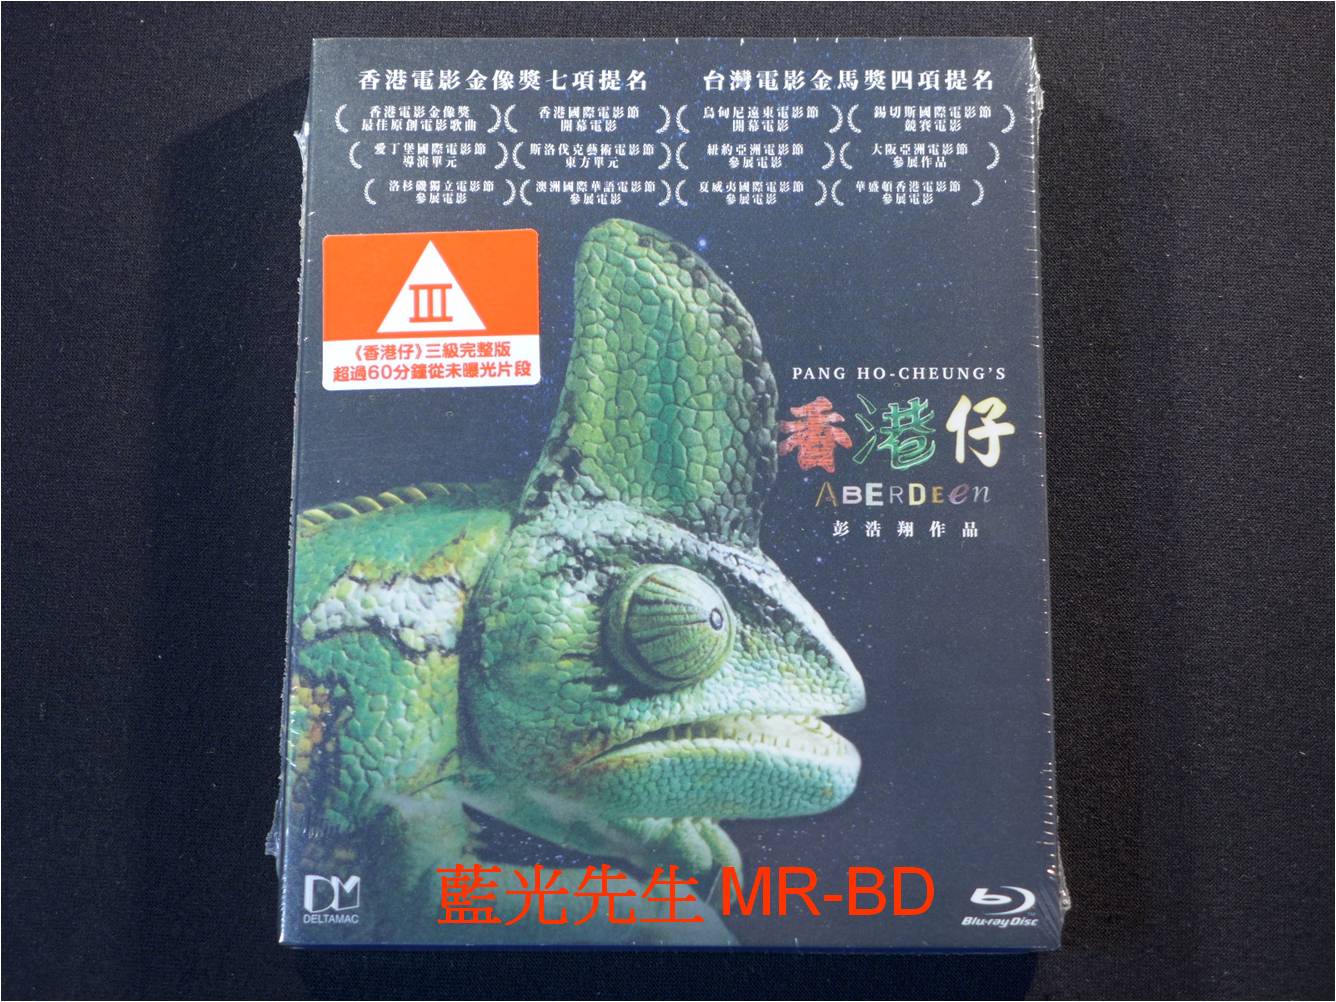 香港電影金像獎七項提名
台灣電影金馬獎四項提名
香港電影金像獎
最佳原創電影歌曲
香港國際電影節
開幕電影
烏甸尼遠東電影節
開幕電影
錫切斯國際電影節
競賽電影
愛丁堡國際電影節
導演單元
斯洛伐克藝術電影節
東方單元
紐約亞洲電影節
參展電影
大阪亞洲電影節
參展作品
洛杉磯獨立電影節
參展電影
澳洲國際華語電影節
參展電影
夏威夷國際電影節
參展電影
華盛頓香港電影節
參展電影
III
《香港仔》三級完整版
超過60分鐘從未曝光片段
PANG HO-CHEUNG'S
香港仔
ABERDEen
彭浩翔作品
DM
DELTAMAC
藍光先生 MR-BD
Blu-ray Disc